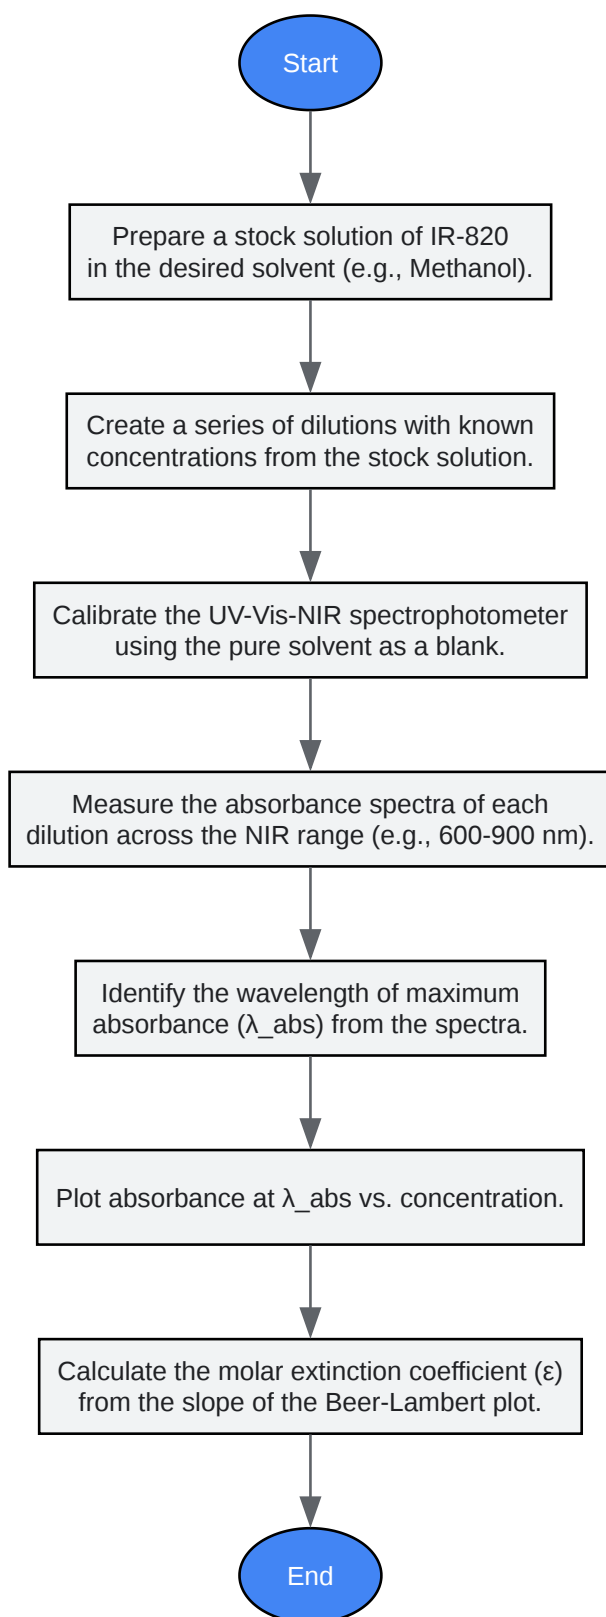 Start
Prepare a stock solution of IR-820
in the desired solvent (e.g., Methanol).
Create a series of dilutions with known
concentrations from the stock solution.
Calibrate the UV-Vis-NIR spectrophotometer
using the pure solvent as a blank.
Measure the absorbance spectra of each
dilution across the NIR range (e.g., 600-900 nm).
Identify the wavelength of maximum
absorbance (λ_abs) from the spectra.
Plot absorbance at λ_abs vs. concentration.
Calculate the molar extinction coefficient (ε)
from the slope of the Beer-Lambert plot.
End